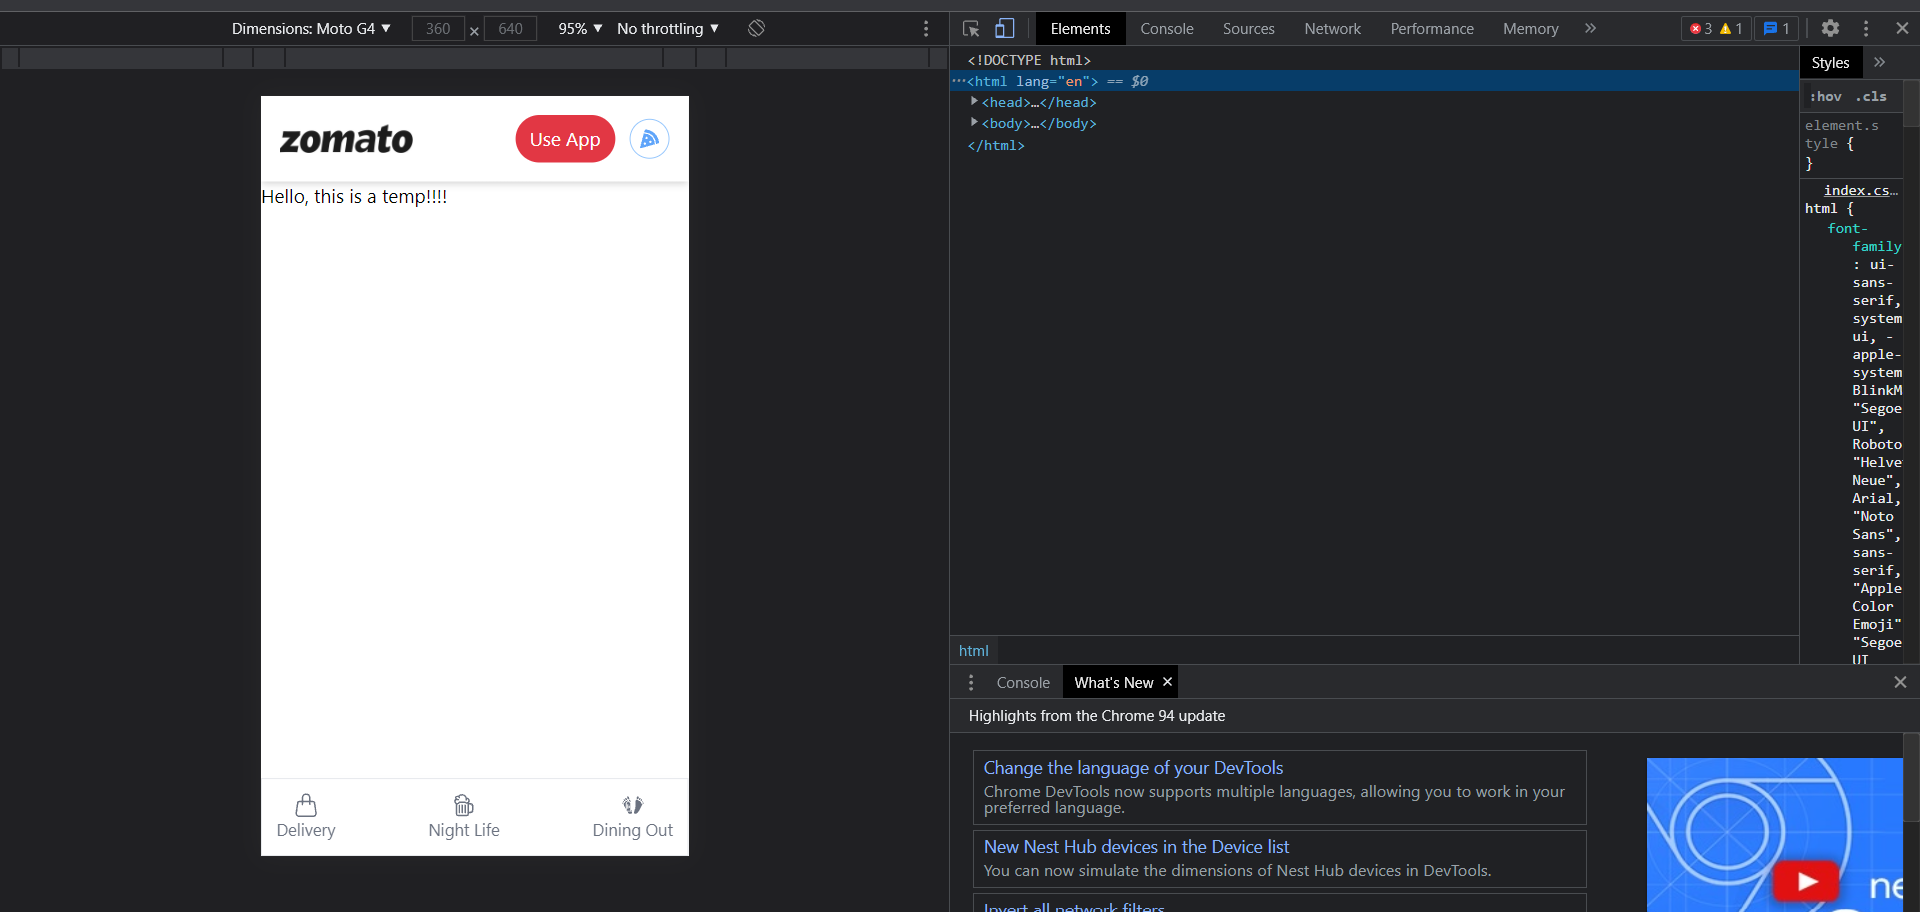 Dimensions: Moto G4 ▼ 360 × 640 95% ▼ No throttling ▼
Elements Console Sources Network Performance Memory » 3 1 1
zomato
Use App
Hello, this is a temp!!!!
Delivery Night Life Dining Out
<!DOCTYPE html>
⋯<html lang="en"> == $0
▶<head>…</head>
▶<body>…</body>
</html>
html
Styles »
:hov .cls
element.s
tyle {
}
index.cs…
html {
font-
family
: ui-
sans-
serif,
system
ui, -
apple-
system
BlinkM
"Segoe
UI",
Roboto
"Helve
Neue",
Arial,
"Noto
Sans",
sans-
serif,
"Apple
Color
Emoji"
"Segoe
UI
Console What's New ×
Highlights from the Chrome 94 update
Change the language of your DevTools
Chrome DevTools now supports multiple languages, allowing you to work in your
preferred language.
New Nest Hub devices in the Device list
You can now simulate the dimensions of Nest Hub devices in DevTools.
Invert all network filters
ne